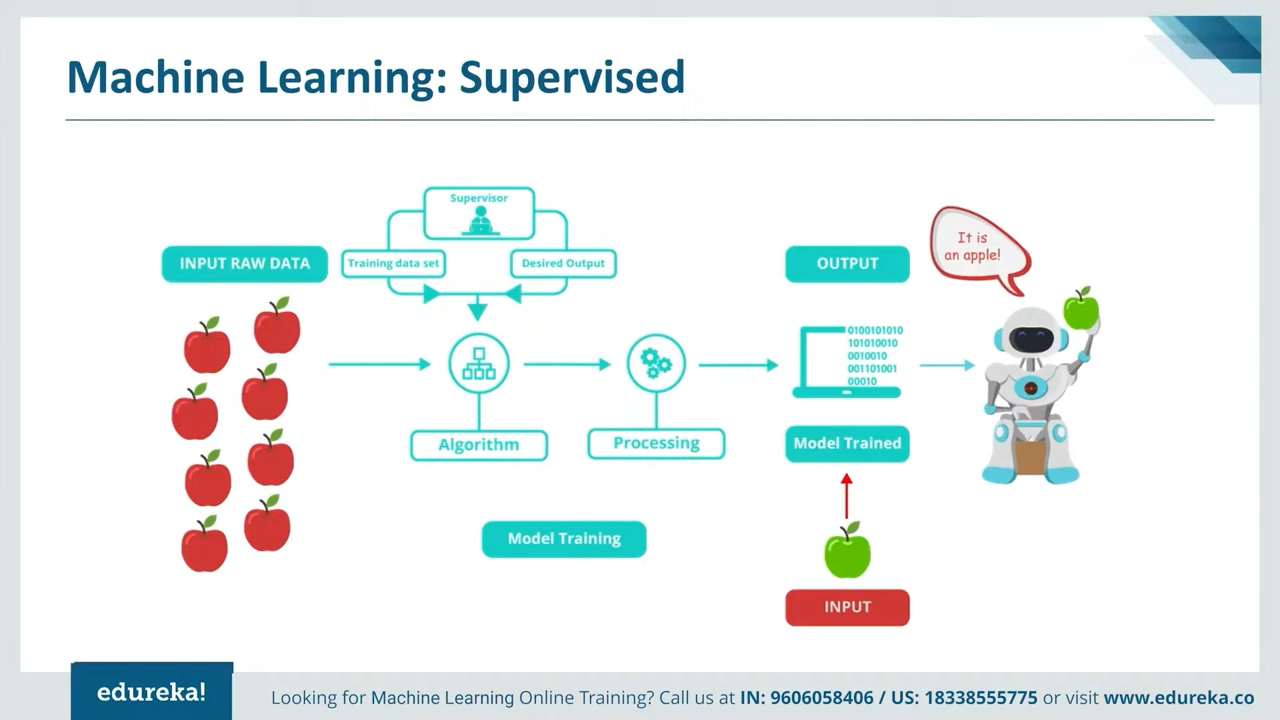 Machine Learning: Supervised
Supervisor
INPUT RAW DATA
Training data set
Desired Output
OUTPUT
It is
an apple!
0100101010
101010010
0010010
001101001
00010
Algorithm
Processing
Model Trained
Model Training
INPUT
edureka!
Looking for Machine Learning Online Training? Call us at IN: 9606058406 / US: 18338555775 or visit www.edureka.co